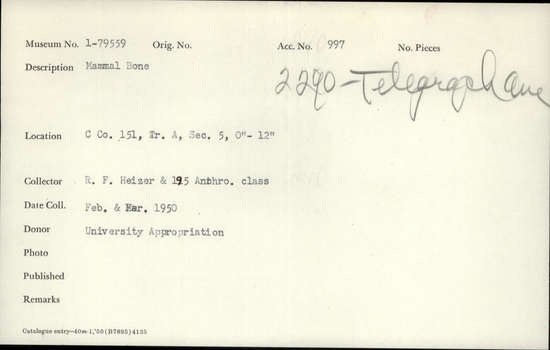 Museum No. 1-79559 Orig. No. Acc. No. 997 No. Pieces
Description Mammal Bone
2290-Telegraph Ave
Location C Co. 151, Tr. A, Sec. 5, 0"- 12"
Collector R. F. Heizer & 195 Anthro. class
Date Coll. Feb. & Mar. 1950
Donor University Appropriation
Photo
Published
Remarks
Catalogue entry—40m-1,'50(B7895)4135